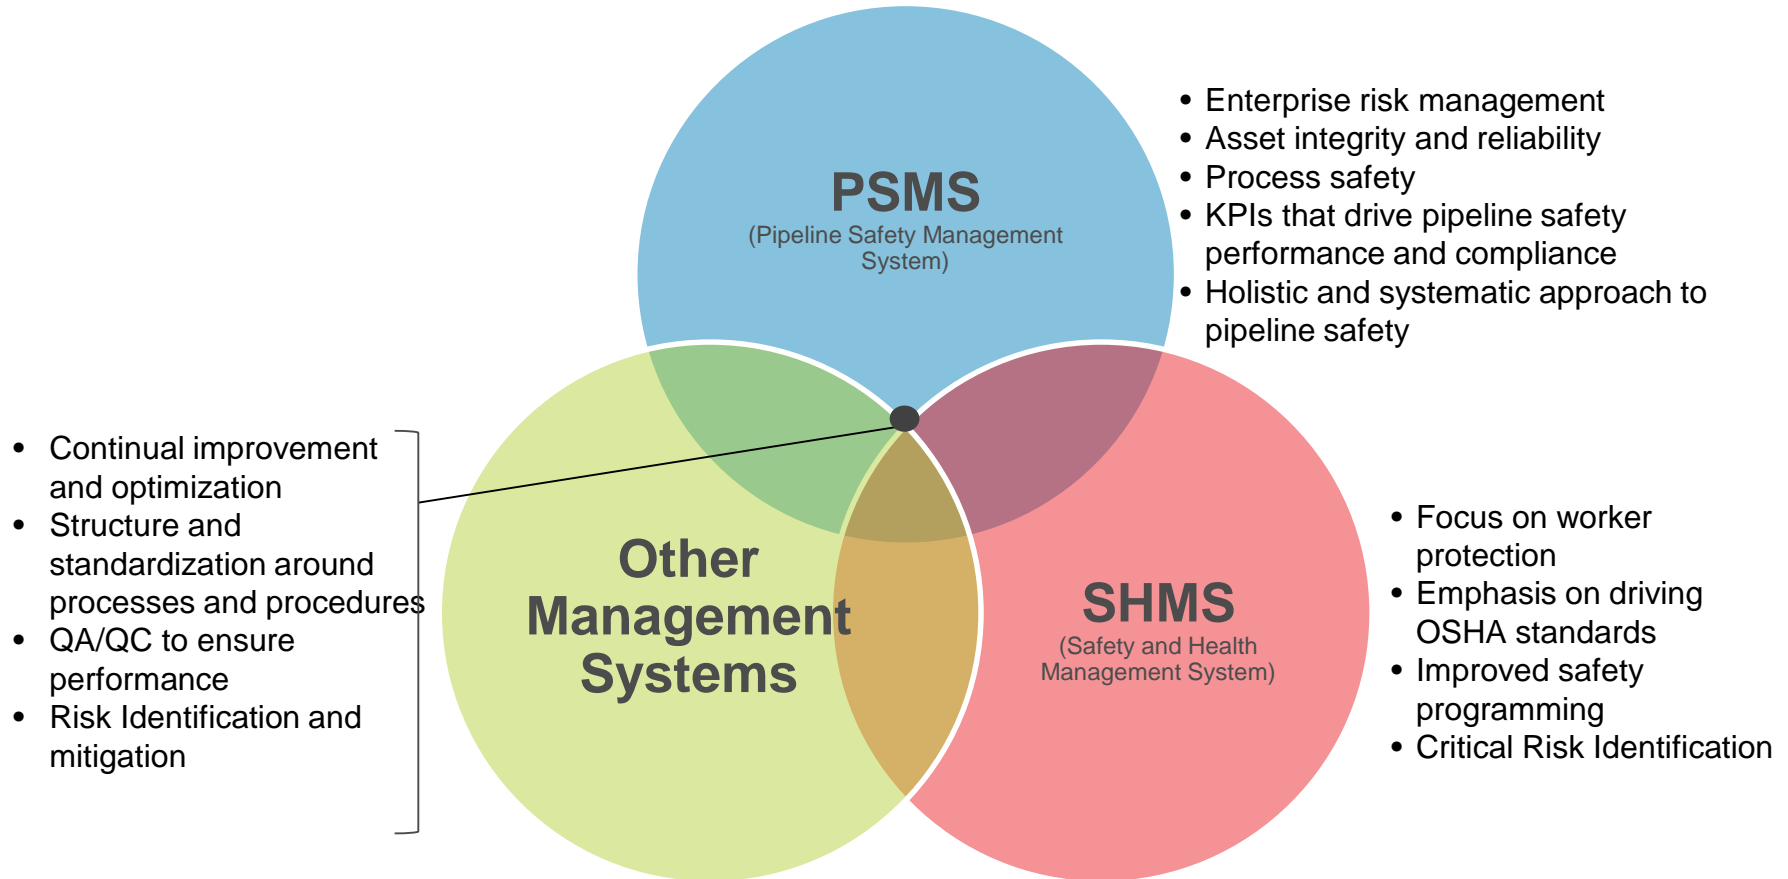 PSMS
(Pipeline Safety Management
System)
• Enterprise risk management
• Asset integrity and reliability
• Process safety
• KPIs that drive pipeline safety
performance and compliance
• Holistic and systematic approach to
pipeline safety
• Continual improvement
and optimization
• Structure and
standardization around
processes and procedures
• QA/QC to ensure
performance
• Risk Identification and
mitigation
Other
Management
Systems
SHMS
(Safety and Health
Management System)
• Focus on worker
protection
• Emphasis on driving
OSHA standards
• Improved safety
programming
• Critical Risk Identification